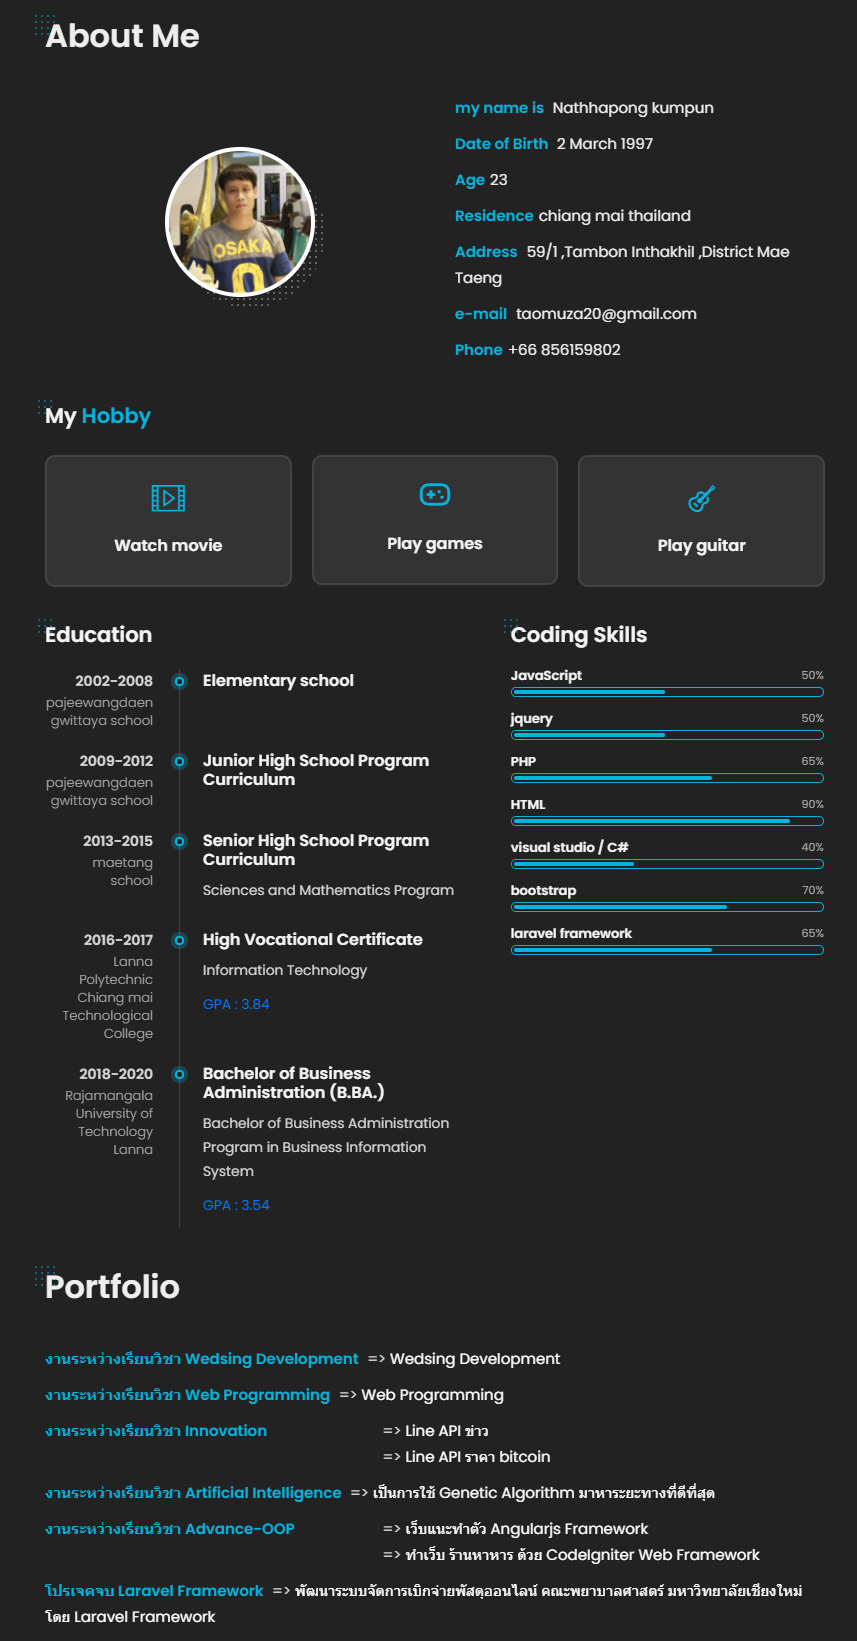 About Me
my name is Nathhapong kumpun
Date of Birth 2 March 1997
Age 23
Residence chiang mai thailand
Address 59/1 ,Tambon Inthakhil ,District Mae
Taeng
e-mail taomuza20@gmail.com
Phone +66 856159802
OSAKA
0
My Hobby
Watch movie
Play games
Play guitar
Education
2002-2008
pajeewangdaen
gwittaya school
Elementary school
2009-2012
pajeewangdaen
gwittaya school
Junior High School Program
Curriculum
2013-2015
maetang
school
Senior High School Program
Curriculum
Sciences and Mathematics Program
2016-2017
Lanna
Polytechnic
Chiang mai
Technological
College
High Vocational Certificate
Information Technology
GPA : 3.84
2018-2020
Rajamangala
University of
Technology
Lanna
Bachelor of Business
Administration (B.BA.)
Bachelor of Business Administration
Program in Business Information
System
GPA : 3.54
Coding Skills
JavaScript 50%
jquery 50%
PHP 65%
HTML 90%
visual studio / C# 40%
bootstrap 70%
laravel framework 65%
Portfolio
งานระหว่างเรียนวิชา Wedsing Development => Wedsing Development
งานระหว่างเรียนวิชา Web Programming => Web Programming
งานระหว่างเรียนวิชา Innovation => Line API ข่าว
=> Line API ราคา bitcoin
งานระหว่างเรียนวิชา Artificial Intelligence => เป็นการใช้ Genetic Algorithm มาหาระยะทางที่ดีที่สุด
งานระหว่างเรียนวิชา Advance-OOP => เว็บแนะทำตัว Angularjs Framework
=> ทำเว็บ ร้านหาหาร ด้วย CodeIgniter Web Framework
โปรเจคจบ Laravel Framework => พัฒนาระบบจัดการเบิกจ่ายพัสดุออนไลน์ คณะพยาบาลศาสตร์ มหาวิทยาลัยเชียงใหม่
โดย Laravel Framework